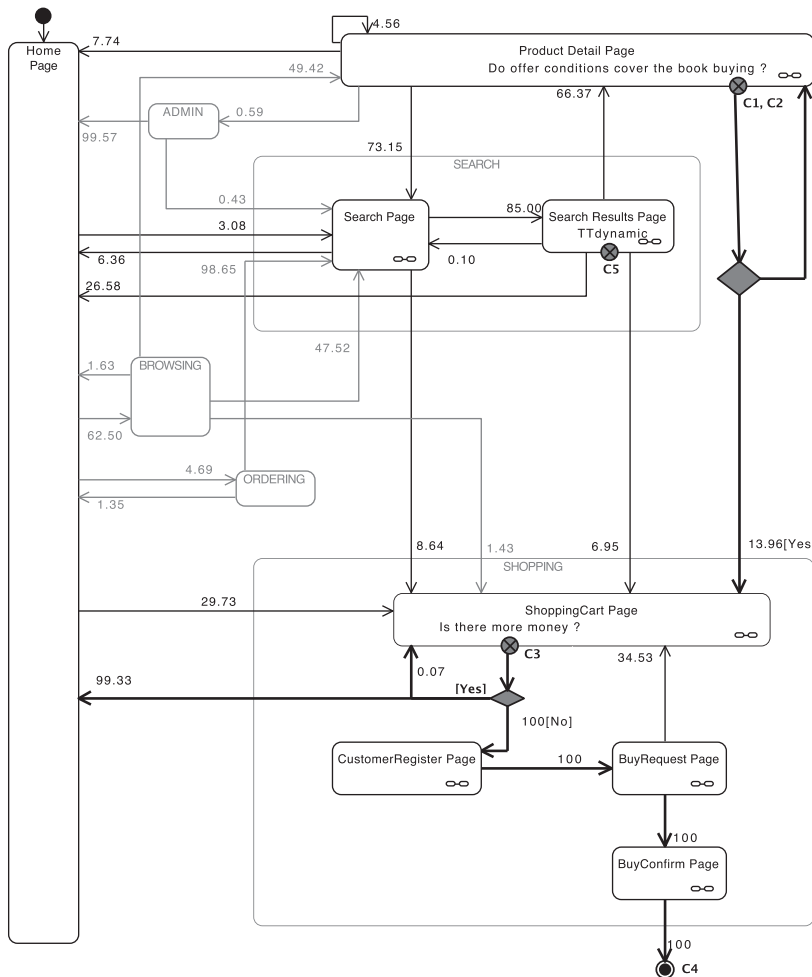 4.56
7.74
Home
Page
Product Detail Page
Do offer conditions cover the book buying ?
49.42
66.37
C1, C2
ADMIN
0.59
99.57
73.15
SEARCH
0.43
3.08
Search Page
85.00
Search Results Page
TTdynamic
6.36
98.65
0.10
C5
26.58
47.52
1.63
BROWSING
62.50
4.69
ORDERING
1.35
8.64
1.43
6.95
13.96[Yes
SHOPPING
29.73
ShoppingCart Page
Is there more money ?
C3
34.53
0.07
99.33
[Yes]
100[No]
CustomerRegister Page
100
BuyRequest Page
100
BuyConfirm Page
100
C4